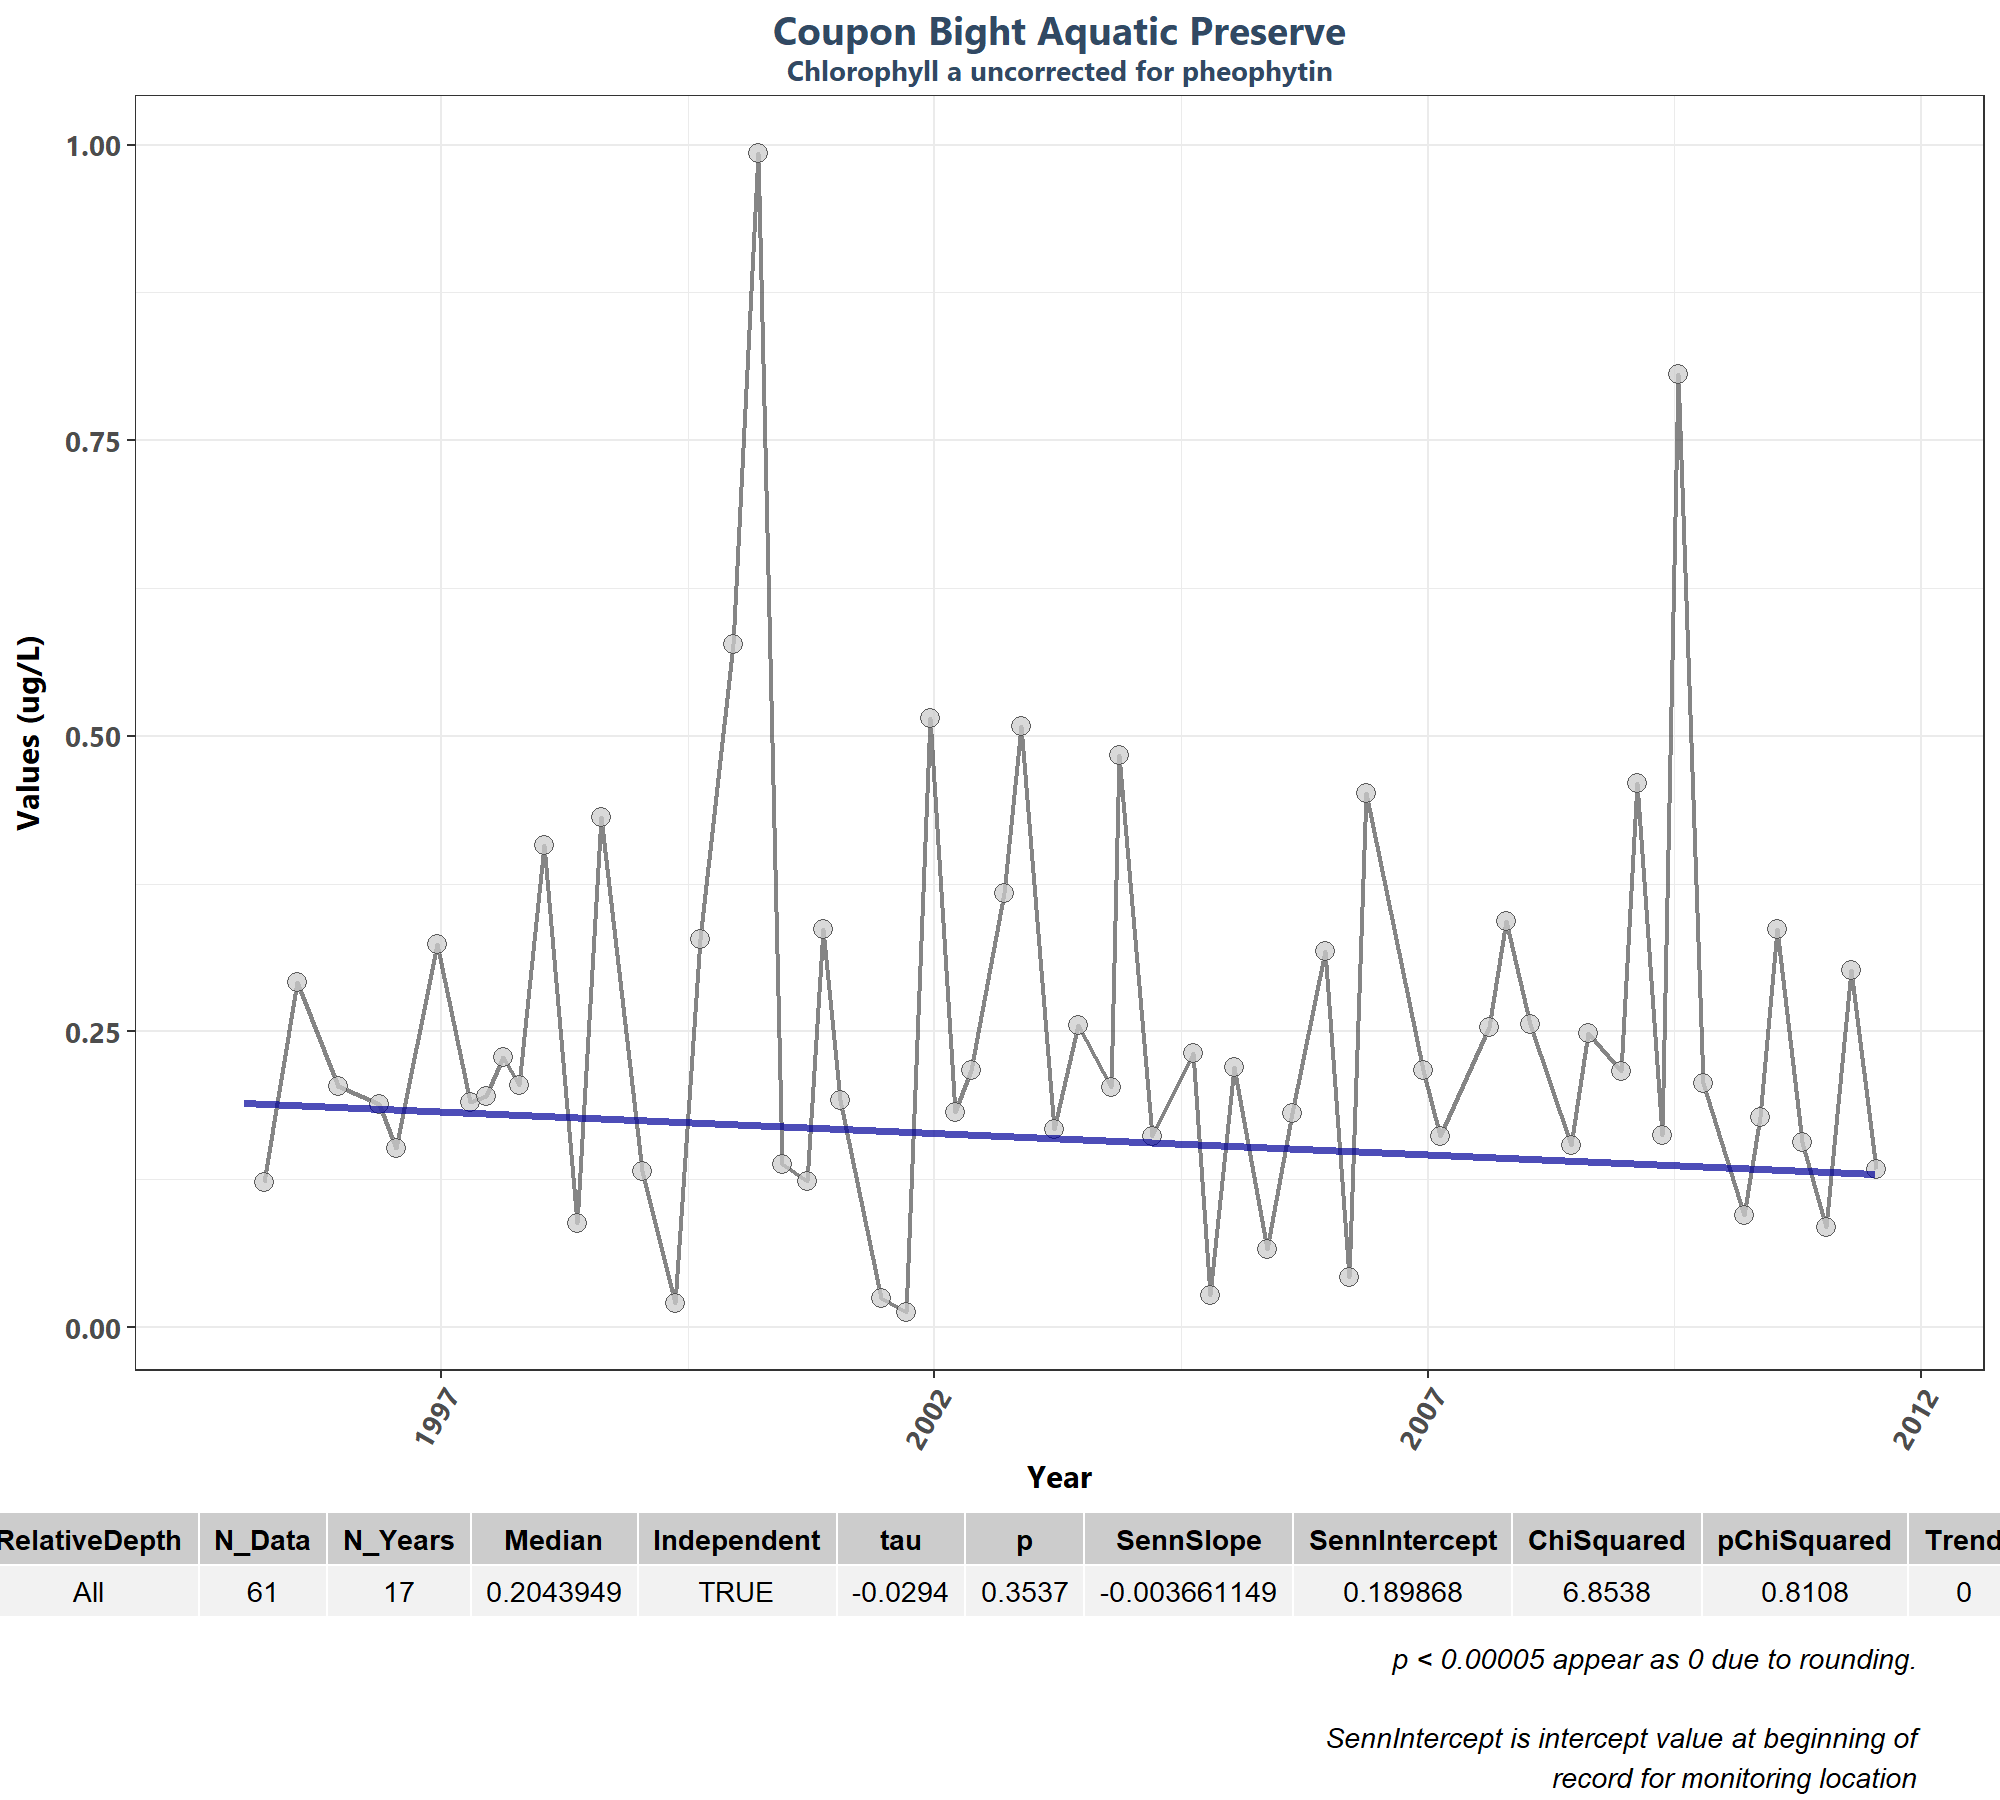 Coupon Bight Aquatic Preserve
Chlorophyll a uncorrected for pheophytin
Values (ug/L)
1.00
0.75
0.50
0.25
0.00
1997
2002
2007
2012
Year
RelativeDepth N_Data N_Years Median Independent tau p SennSlope SennIntercept ChiSquared pChiSquared Trend
All 61 17 0.2043949 TRUE -0.0294 0.3537 -0.003661149 0.189868 6.8538 0.8108 0
p < 0.00005 appear as 0 due to rounding.
SennIntercept is intercept value at beginning of
record for monitoring location